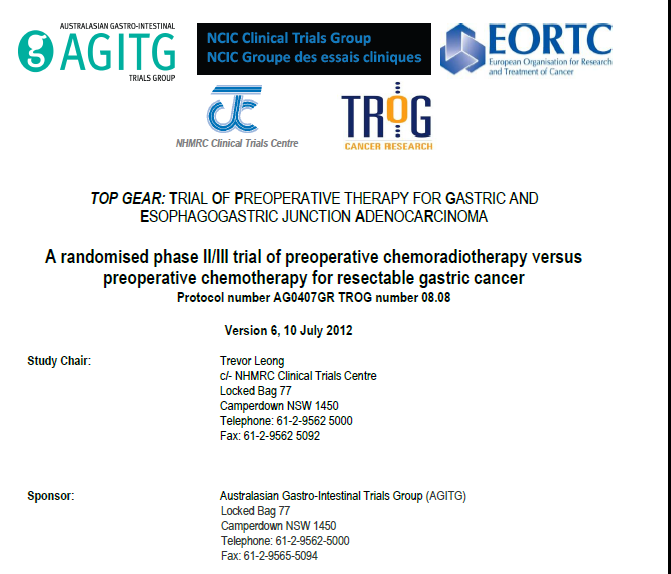 AUSTRALASIAN GASTRO-INTESTINAL
AGITG
TRIALS GROUP
NCIC Clinical Trials Group
NCIC Groupe des essais cliniques
EORTC
European Organisation for Research
and Treatment of Cancer
NHMRC Clinical Trials Centre
TROG
CANCER RESEARCH
TOP GEAR: TRIAL OF PREOPERATIVE THERAPY FOR GASTRIC AND
ESOPHAGOGASTRIC JUNCTION ADENOCARCINOMA
A randomised phase II/III trial of preoperative chemoradiotherapy versus
preoperative chemotherapy for resectable gastric cancer
Protocol number AG0407GR TROG number 08.08
Version 6, 10 July 2012
Study Chair: Trevor Leong
c/- NHMRC Clinical Trials Centre
Locked Bag 77
Camperdown NSW 1450
Telephone: 61-2-9562 5000
Fax: 61-2-9562 5092
Sponsor: Australasian Gastro-Intestinal Trials Group (AGITG)
Locked Bag 77
Camperdown NSW 1450
Telephone: 61-2-9562-5000
Fax: 61-2-9565-5094